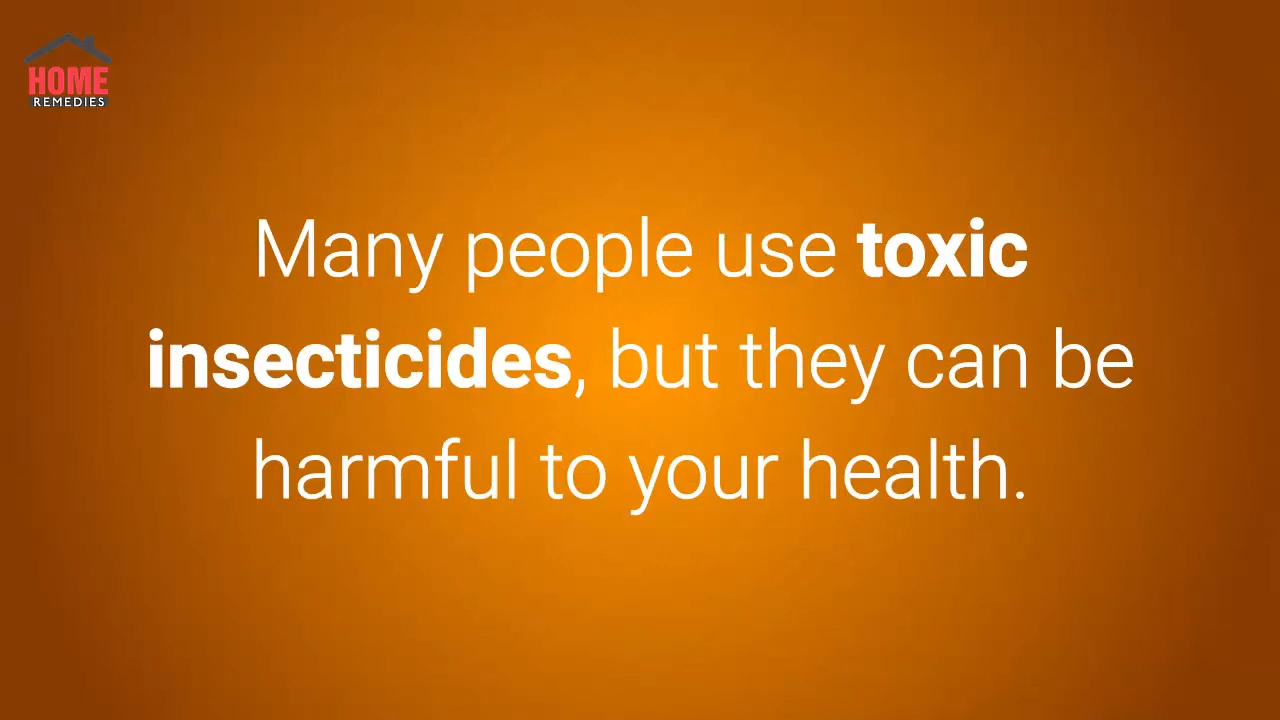 HOME
REMEDIES
Many people use toxic
insecticides, but they can be
harmful to your health.